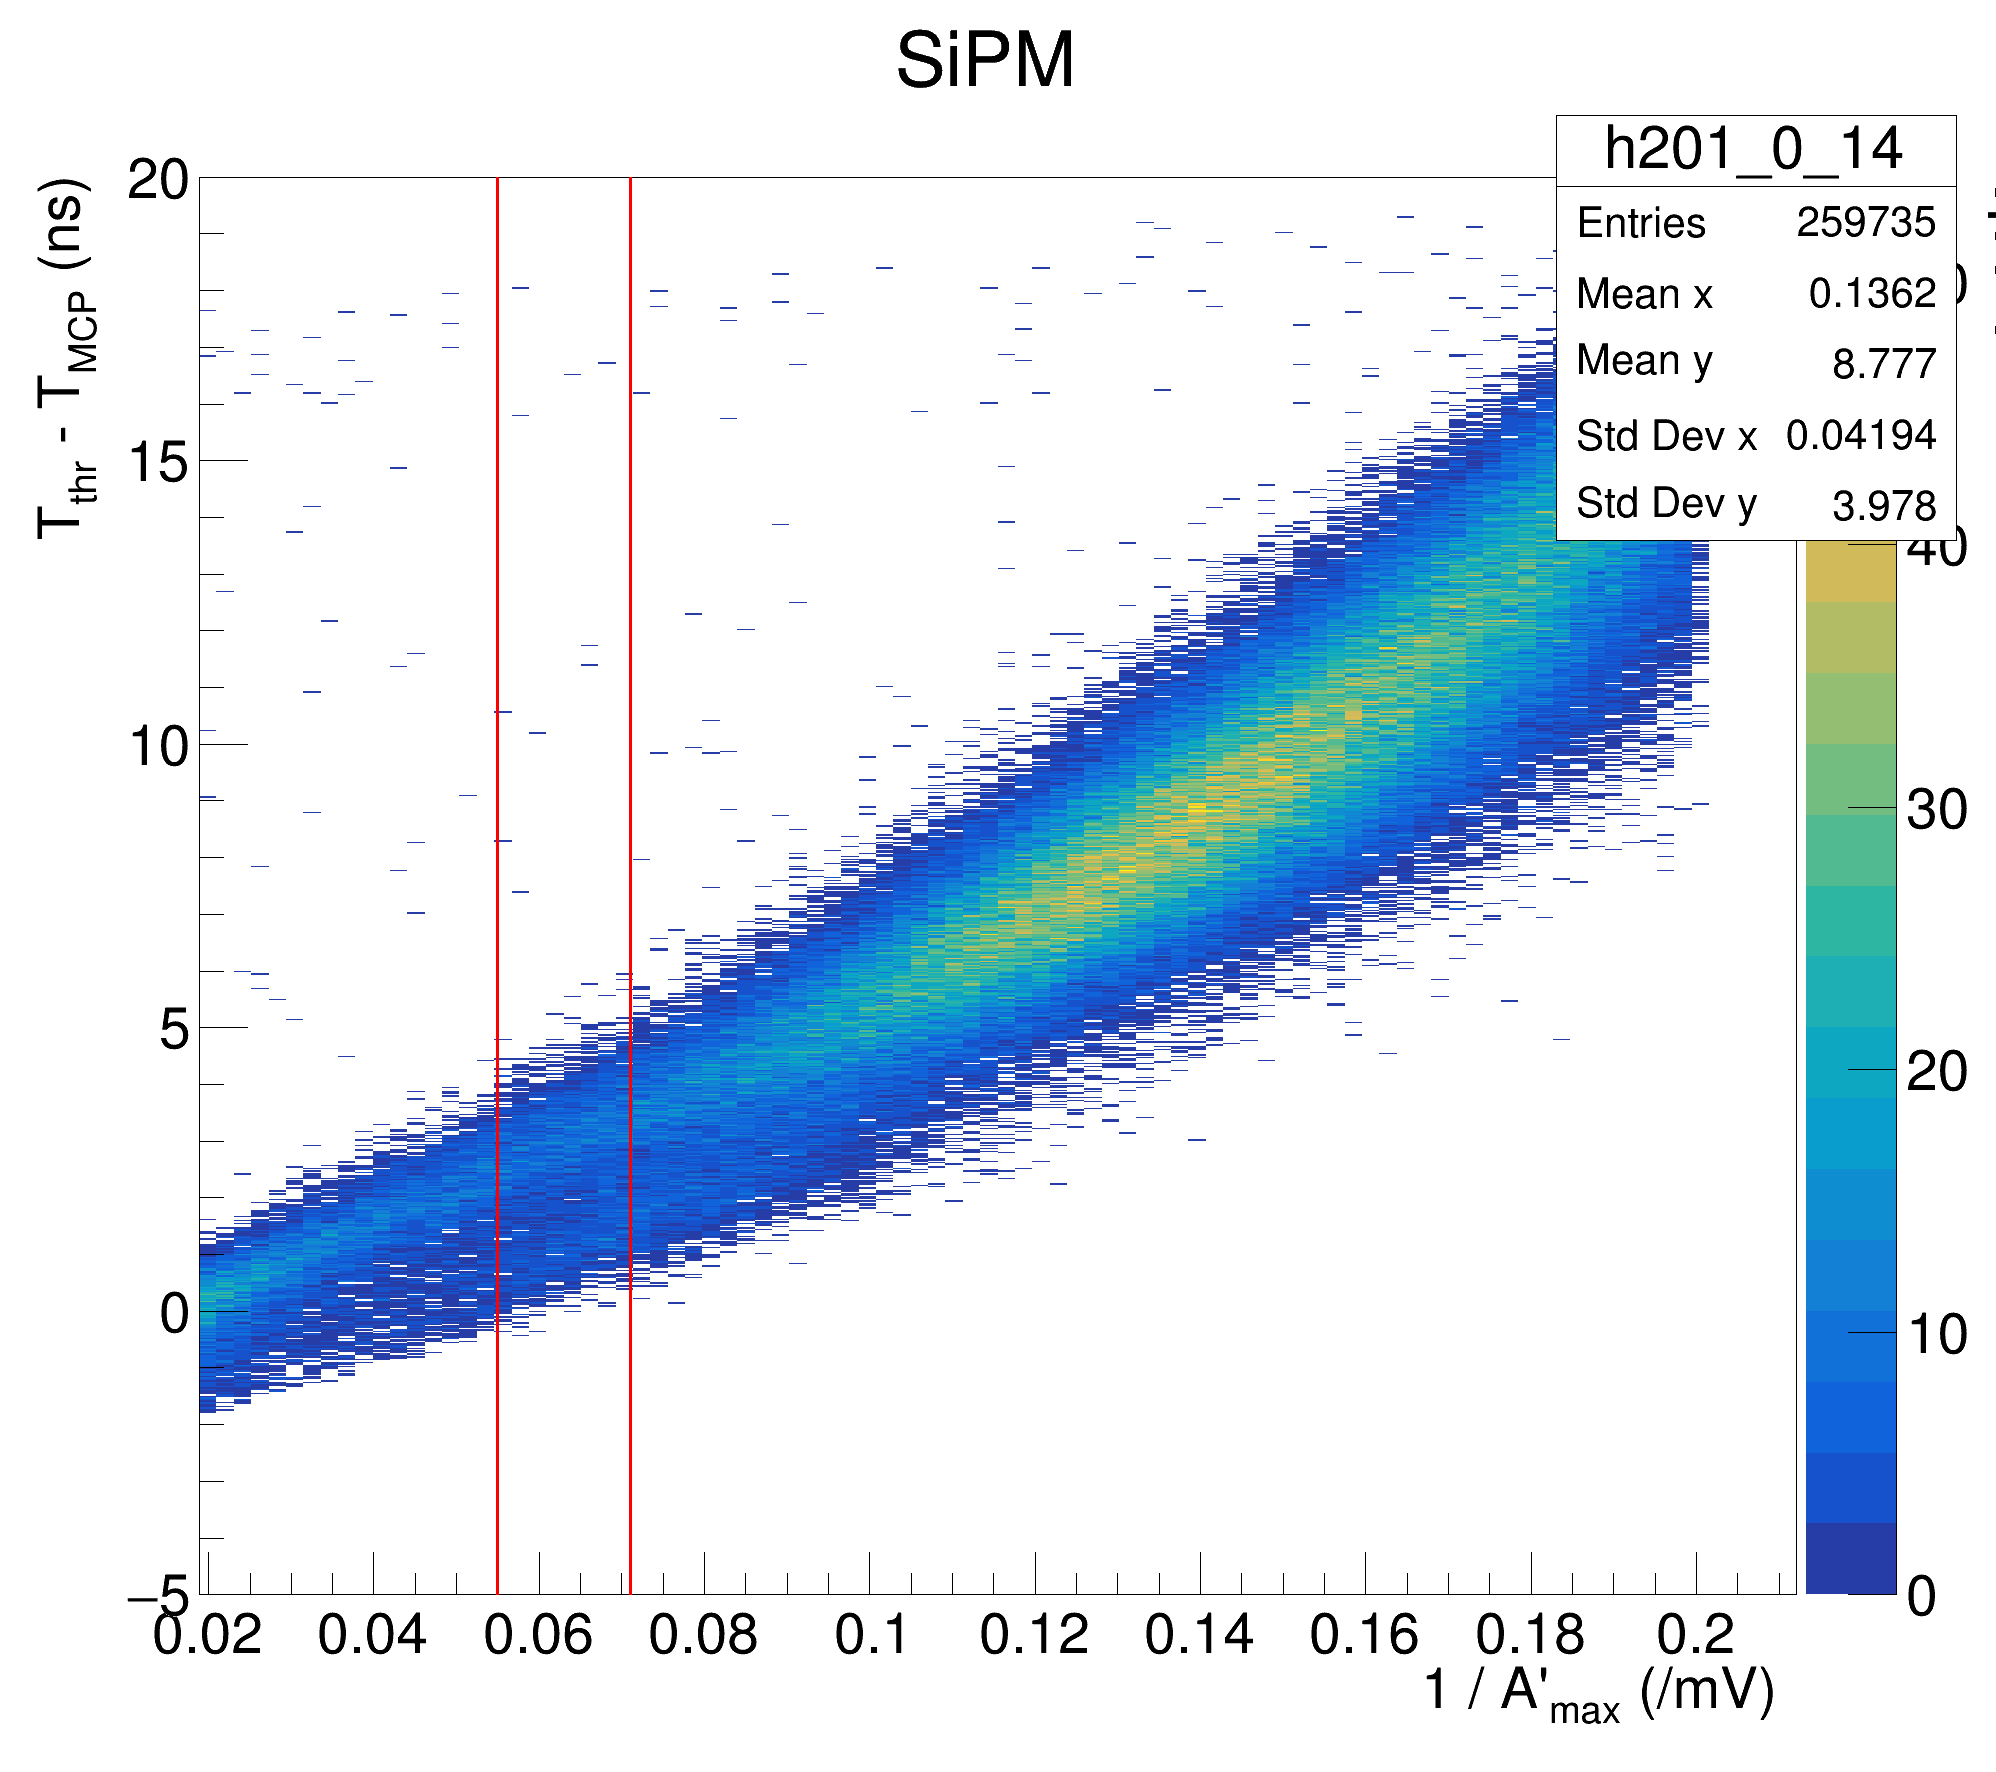 SiPM
h201_0_14
Entries 259735
Mean x 0.1362
Mean y 8.777
Std Dev x 0.04194
Std Dev y 3.978
T_thr - T_MCP (ns)
20
15
10
5
0
−5
0.02 0.04 0.06 0.08 0.1 0.12 0.14 0.16 0.18 0.2
1 / A'_max (/mV)
40
30
20
10
0